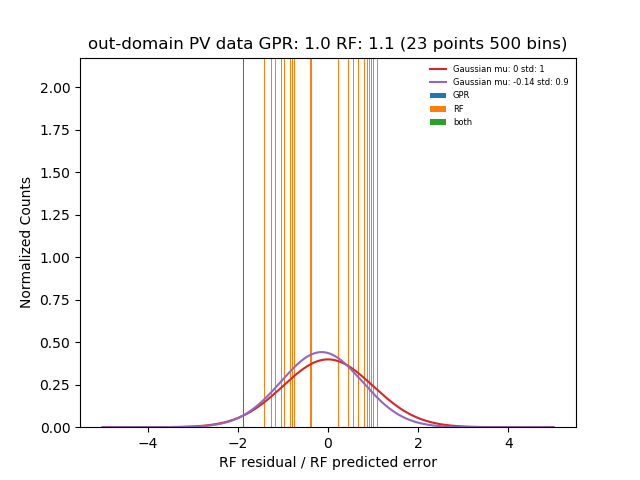 out-domain PV data GPR: 1.0 RF: 1.1 (23 points 500 bins)
Gaussian mu: 0 std: 1
Gaussian mu: -0.14 std: 0.9
GPR
RF
both
Normalized Counts
2.00
1.75
1.50
1.25
1.00
0.75
0.50
0.25
0.00
−4 −2 0 2 4
RF residual / RF predicted error